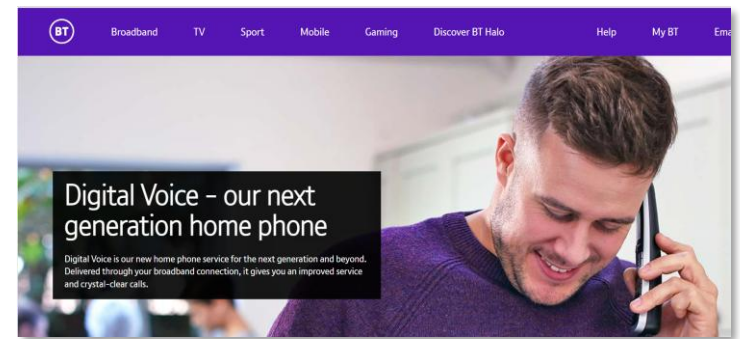 BT
Broadband
TV
Sport
Mobile
Gaming
Discover BT Halo
Help
My BT
Digital Voice – our next
generation home phone
Digital Voice is our new home phone service for the next generation and beyond.
Delivered through your broadband connection, it gives you an improved service
and crystal-clear calls.